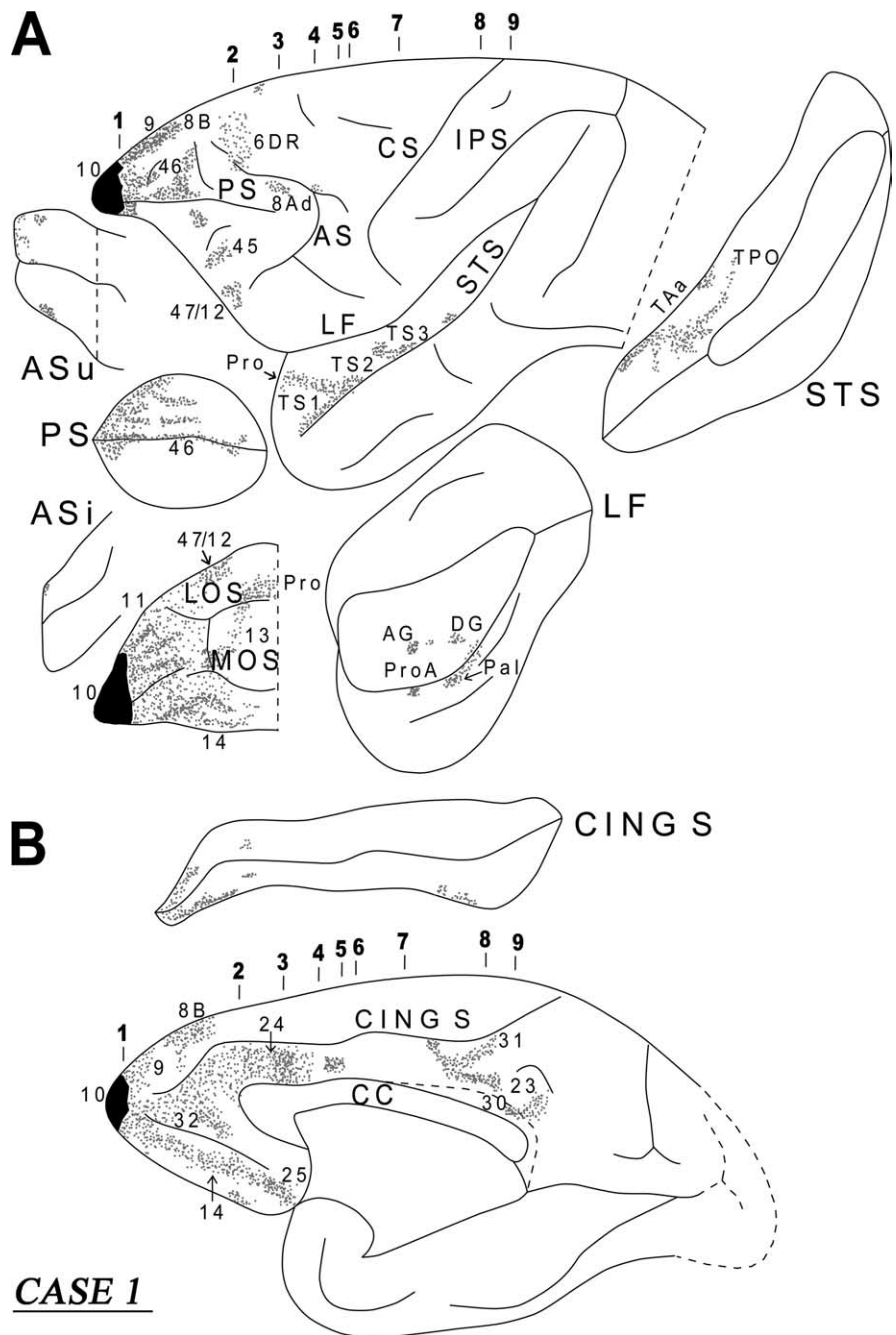 A
1 2 3 4 5 6 7 8 9
9 8B
6DR
CS IPS
10 46
PS
8Ad
AS
45
STS
TPO
TAa
47/12
LF
ASu
TS3
Pro
TS2
TS1
STS
PS
46
ASi
LF
47/12
LOS
Pro
11
AG DG
13
MOS
ProA Pal
10
14
B
CING S
1 2 3 4 5 6 7 8 9
8B
24
CING S
31
9
23
10
CC
30
32
25
14
CASE 1